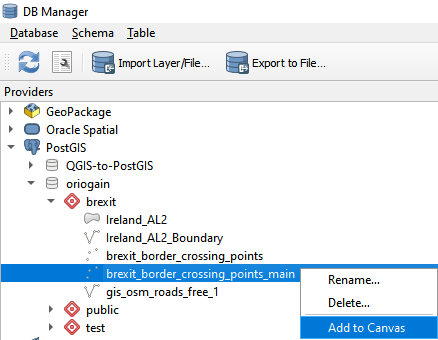 DB Manager
Database Schema Table
Import Layer/File... Export to File...
Providers
GeoPackage
Oracle Spatial
PostGIS
QGIS-to-PostGIS
oriogain
brexit
Ireland_AL2
Ireland_AL2_Boundary
brexit_border_crossing_points
brexit_border_crossing_points_main
gis_osm_roads_free_1
public
test
Rename...
Delete...
Add to Canvas